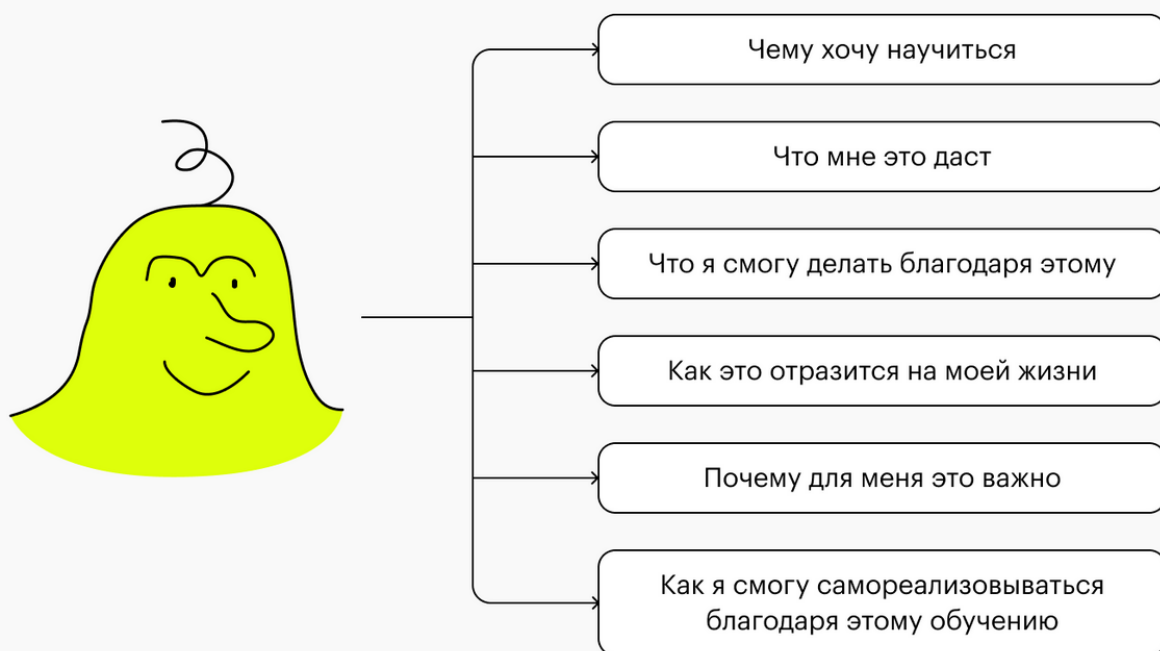 Чему хочу научиться
Что мне это даст
Что я смогу делать благодаря этому
Как это отразится на моей жизни
Почему для меня это важно
Как я смогу самореализовываться
благодаря этому обучению